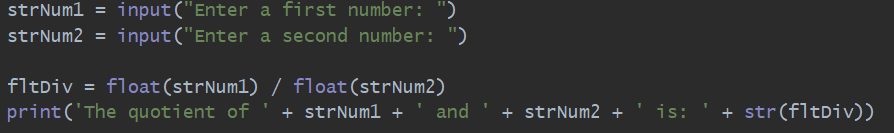 strNum1 = input("Enter a first number: ")
strNum2 = input("Enter a second number: ")
fltDiv = float(strNum1) / float(strNum2)
print('The quotient of ' + strNum1 + ' and ' + strNum2 + ' is: ' + str(fltDiv))